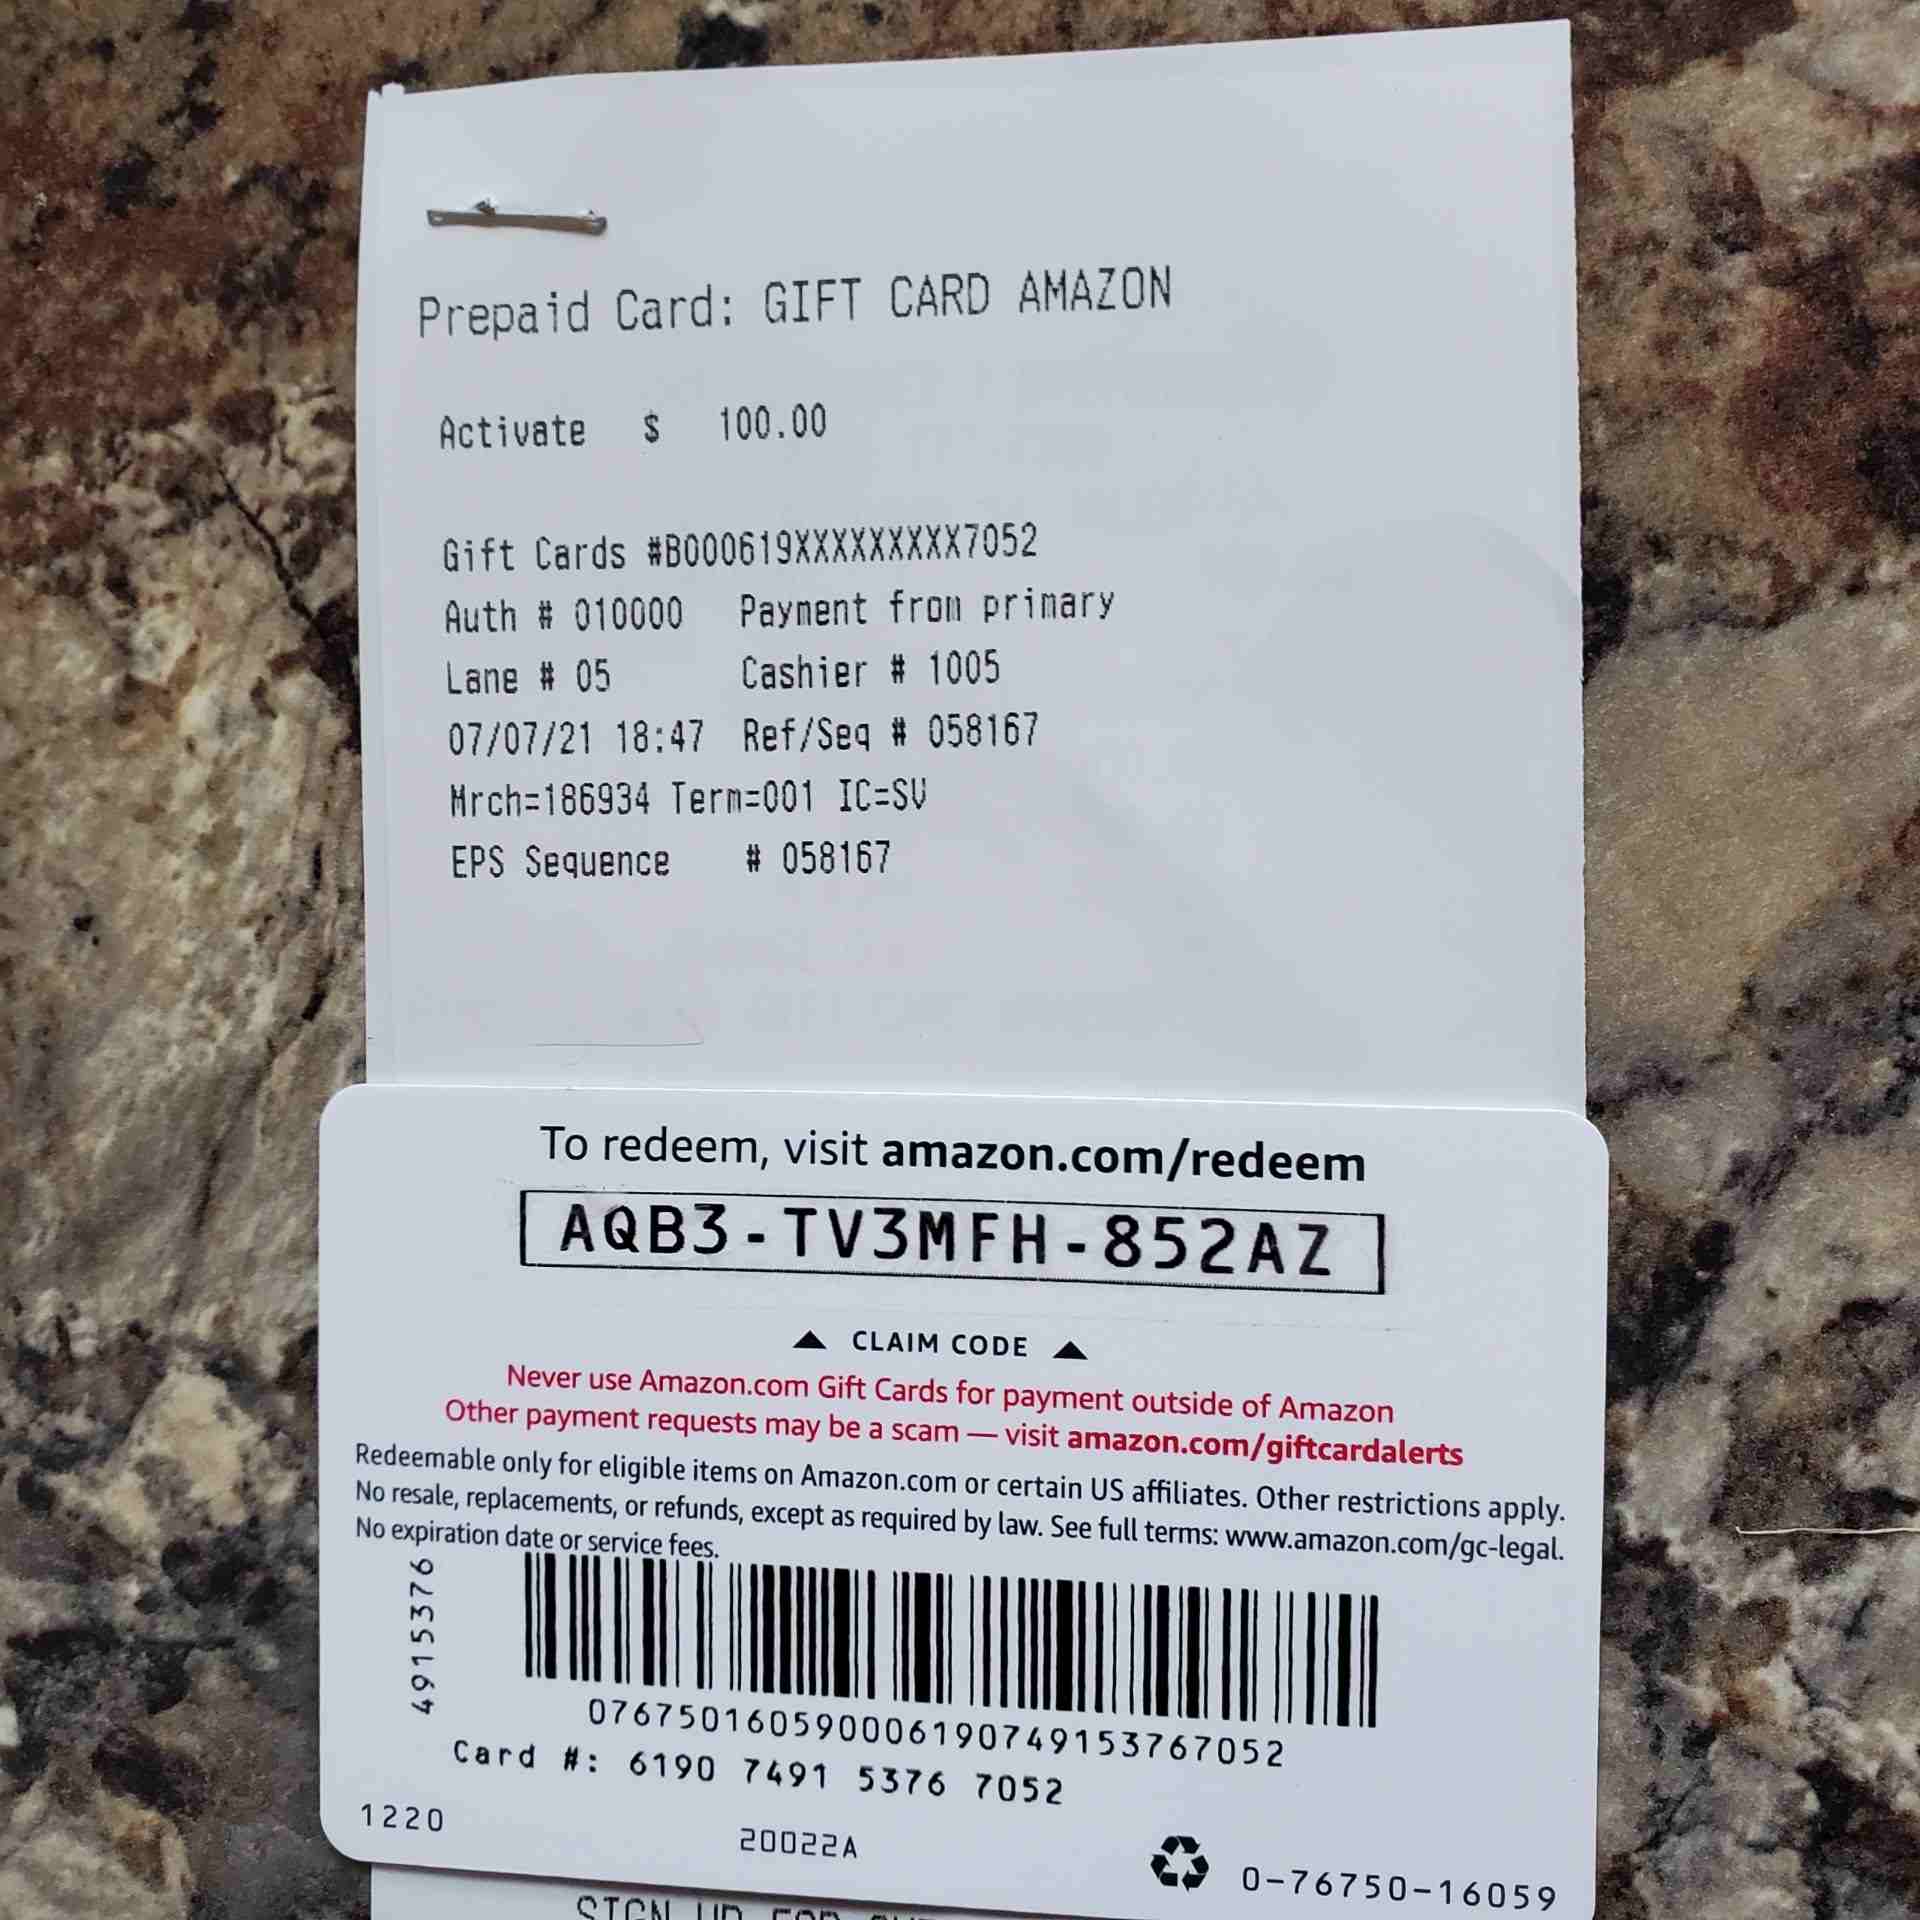 Prepaid Card: GIFT CARD AMAZON
Activate $ 100.00
Gift Cards #B000619XXXXXXXXX7052
Auth # 010000 Payment from primary
Lane # 05 Cashier # 1005
07/07/21 18:47 Ref/Seq # 058167
Mrch=186934 Term=001 IC=SV
EPS Sequence # 058167
To redeem, visit amazon.com/redeem
AQB3-TV3MFH-852AZ
▲ CLAIM CODE ▲
Never use Amazon.com Gift Cards for payment outside of Amazon
Other payment requests may be a scam — visit amazon.com/giftcardalerts
Redeemable only for eligible items on Amazon.com or certain US affiliates. Other restrictions apply.
No resale, replacements, or refunds, except as required by law. See full terms: www.amazon.com/gc-legal.
No expiration date or service fees.
4915376
076750160590006190749153767052
Card #: 6190 7491 5376 7052
1220
20022A
0-76750-16059
SIGN UP FOR